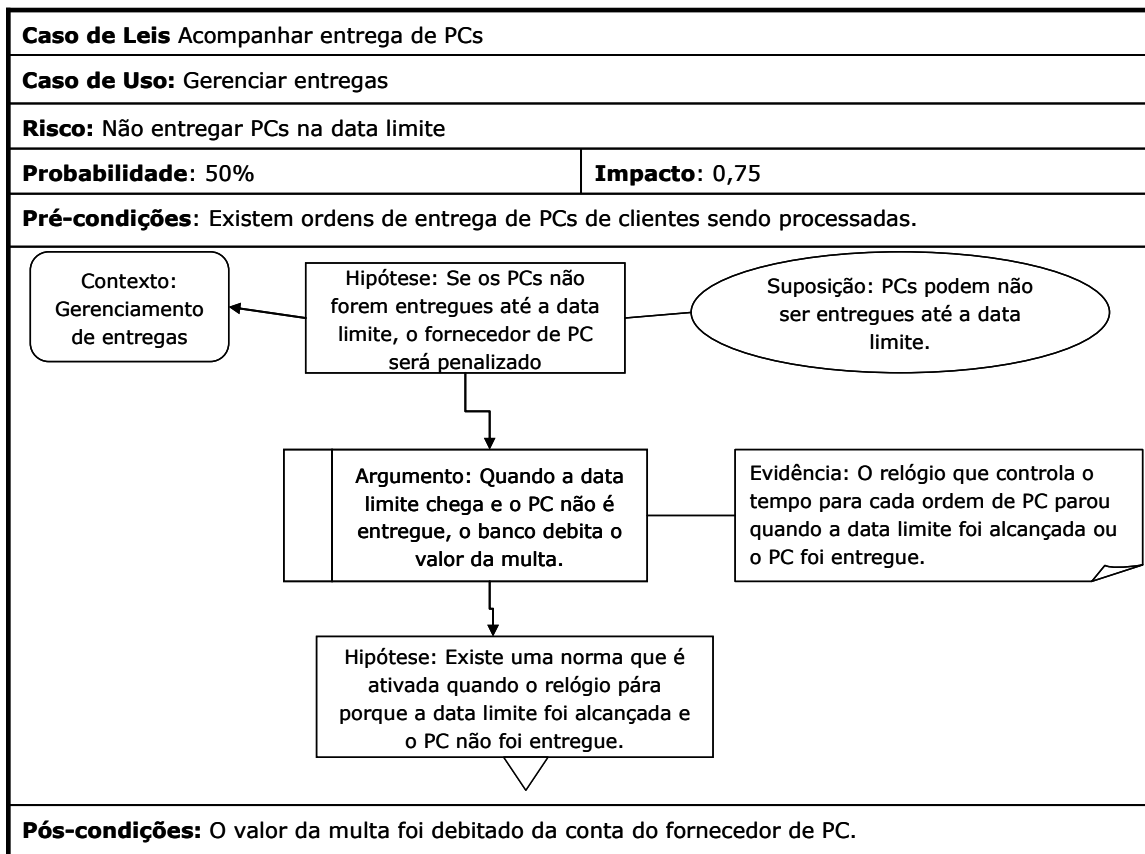 Caso de Leis Acompanhar entrega de PCs
Caso de Uso: Gerenciar entregas
Risco: Não entregar PCs na data limite
Probabilidade: 50%
Impacto: 0,75
Pré-condições: Existem ordens de entrega de PCs de clientes sendo processadas.
Contexto:
Gerenciamento
de entregas
Hipótese: Se os PCs não
forem entregues até a data
limite, o fornecedor de PC
será penalizado
Suposição: PCs podem não
ser entregues até a data
limite.
Argumento: Quando a data
limite chega e o PC não é
entregue, o banco debita o
valor da multa.
Evidência: O relógio que controla o
tempo para cada ordem de PC parou
quando a data limite foi alcançada ou
o PC foi entregue.
Hipótese: Existe uma norma que é
ativada quando o relógio pára
porque a data limite foi alcançada e
o PC não foi entregue.
Pós-condições: O valor da multa foi debitado da conta do fornecedor de PC.